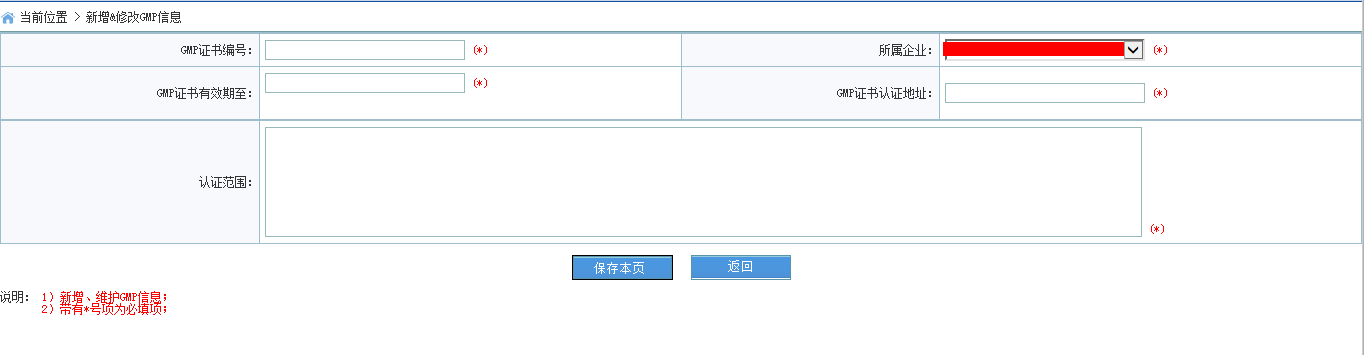 当前位置 > 新增&修改GMP信息
GMP证书编号： (*) 所属企业： (*)
GMP证书有效期至： (*) GMP证书认证地址： (*)
认证范围： (*)
保存本页 返回
说明： 1）新增、维护GMP信息；
2）带有*号项为必填项；